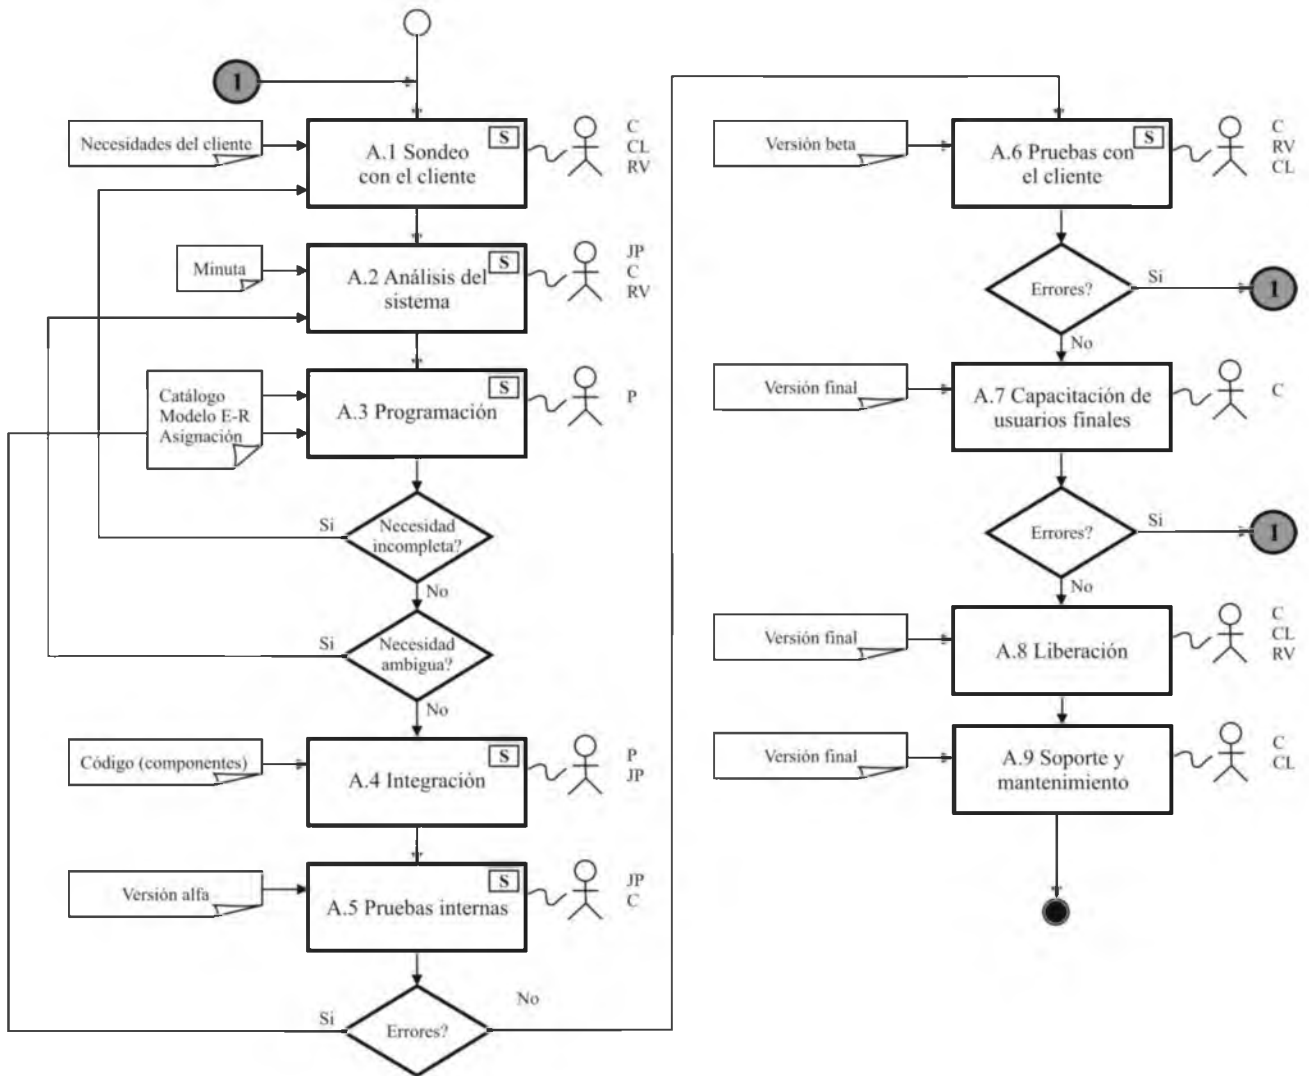 1
Necesidades del cliente
S
A.1 Sondeo
con el cliente
C
CL
RV
Minuta
S
A.2 Análisis del
sistema
JP
C
RV
Catálogo
Modelo E-R
Asignación
S
A.3 Programación
P
Si
Necesidad
incompleta?
No
Si
Necesidad
ambigua?
No
Código (componentes)
S
A.4 Integración
P
JP
Versión alfa
S
A.5 Pruebas internas
JP
C
Si
Errores?
No
Versión beta
S
A.6 Pruebas con
el cliente
C
RV
CL
Errores?
Si
1
No
Versión final
A.7 Capacitación de
usuarios finales
C
Errores?
Si
1
No
Versión final
A.8 Liberación
C
CL
RV
Versión final
A.9 Soporte y
mantenimiento
C
CL